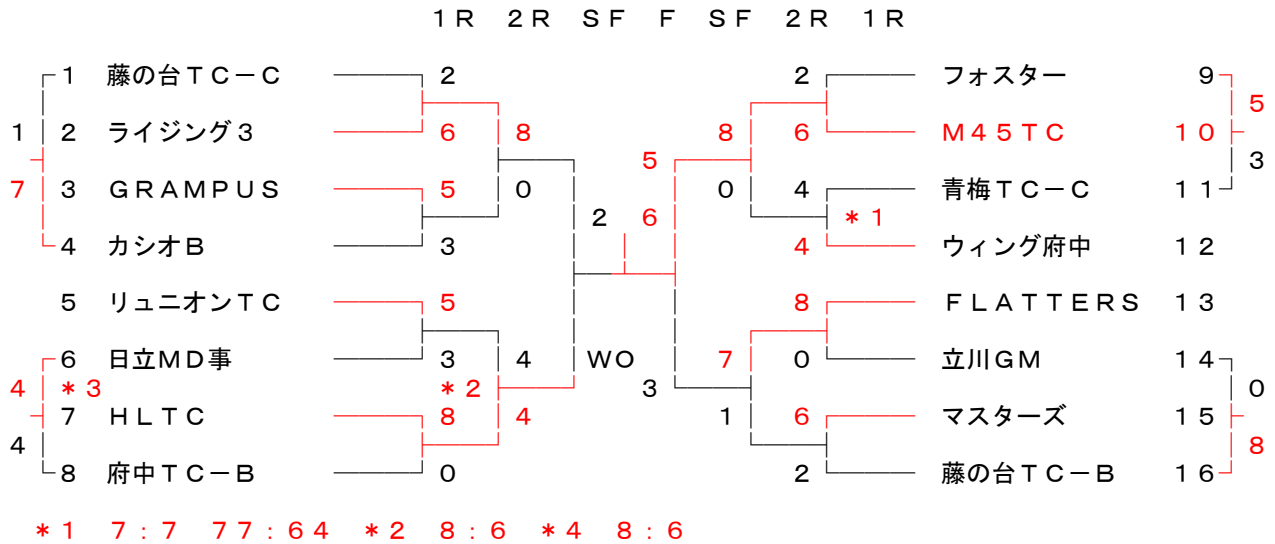 １Ｒ ２Ｒ ＳＦ Ｆ ＳＦ ２Ｒ １Ｒ
１ 藤の台ＴＣ－Ｃ ２ ２ フォスター ９
５
１ ２ ライジング３ ６ ８ ８ ６ Ｍ４５ＴＣ １０
５ ３
７ ３ ＧＲＡＭＰＵＳ ５ ０ ０ ４ 青梅ＴＣ－Ｃ １１
２ ６ ＊１
４ カシオＢ ３ ４ ウィング府中 １２
５ リュニオンＴＣ ５ ８ ＦＬＡＴＴＥＲＳ １３
６ 日立ＭＤ事 ３ ４ ＷＯ ７ ０ 立川ＧＭ １４
４ ＊３ ＊２ ３ ０
７ ＨＬＴＣ ８ ４ １ ６ マスターズ １５
４ ８
８ 府中ＴＣ－Ｂ ０ ２ 藤の台ＴＣ－Ｂ １６
＊１ ７：７ ７７：６４ ＊２ ８：６ ＊４ ８：６